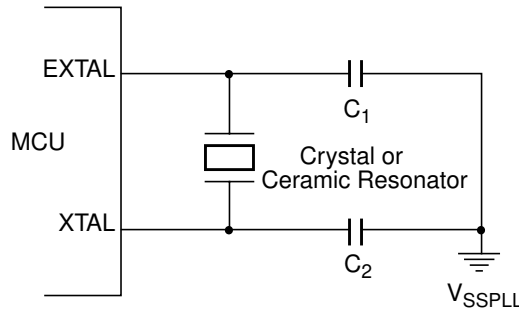 EXTAL
C1
MCU
Crystal or
Ceramic Resonator
XTAL
C2
VSSPLL